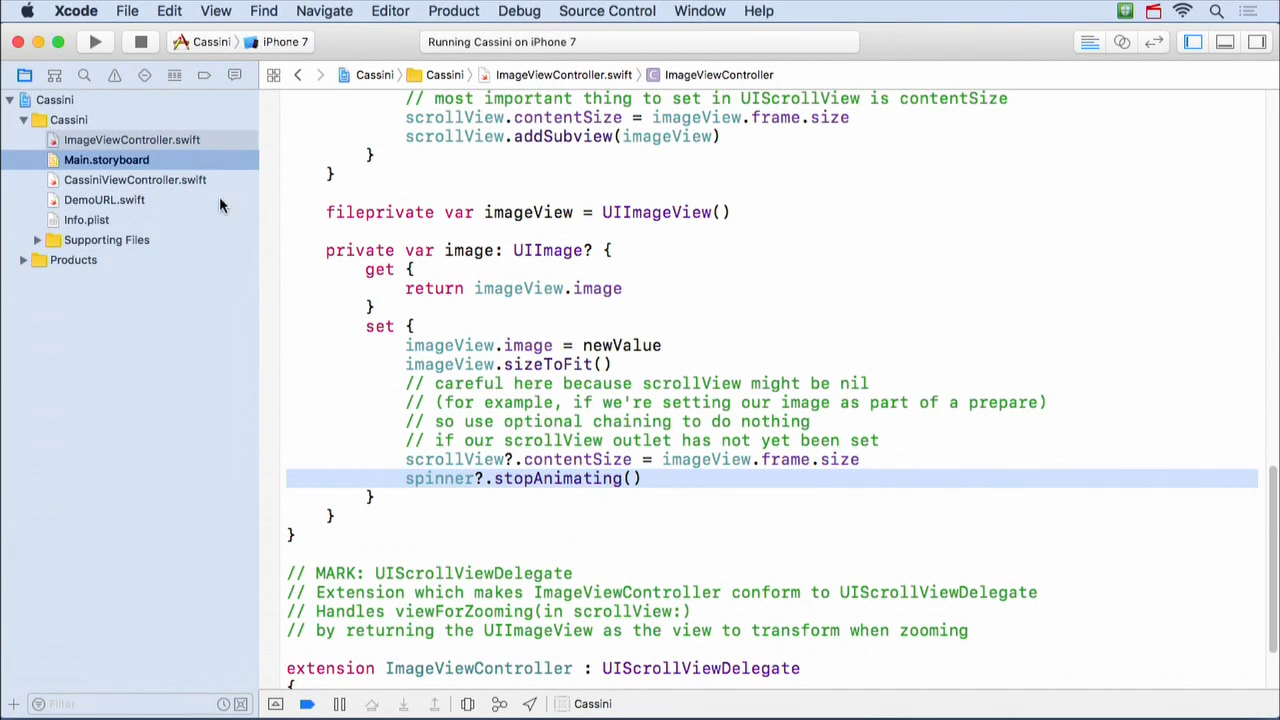 Xcode File Edit View Find Navigate Editor Product Debug Source Control Window Help
Cassini iPhone 7
Running Cassini on iPhone 7
Cassini Cassini ImageViewController.swift C ImageViewController
Cassini
Cassini
ImageViewController.swift
Main.storyboard
CassiniViewController.swift
DemoURL.swift
Info.plist
Supporting Files
Products
// most important thing to set in UIScrollView is contentSize
scrollView.contentSize = imageView.frame.size
scrollView.addSubview(imageView)
}
}
fileprivate var imageView = UIImageView()
private var image: UIImage? {
get {
return imageView.image
}
set {
imageView.image = newValue
imageView.sizeToFit()
// careful here because scrollView might be nil
// (for example, if we're setting our image as part of a prepare)
// so use optional chaining to do nothing
// if our scrollView outlet has not yet been set
scrollView?.contentSize = imageView.frame.size
spinner?.stopAnimating()
}
}
}
// MARK: UIScrollViewDelegate
// Extension which makes ImageViewController conform to UIScrollViewDelegate
// Handles viewForZooming(in scrollView:)
// by returning the UIImageView as the view to transform when zooming
extension ImageViewController : UIScrollViewDelegate
{
Filter
Cassini